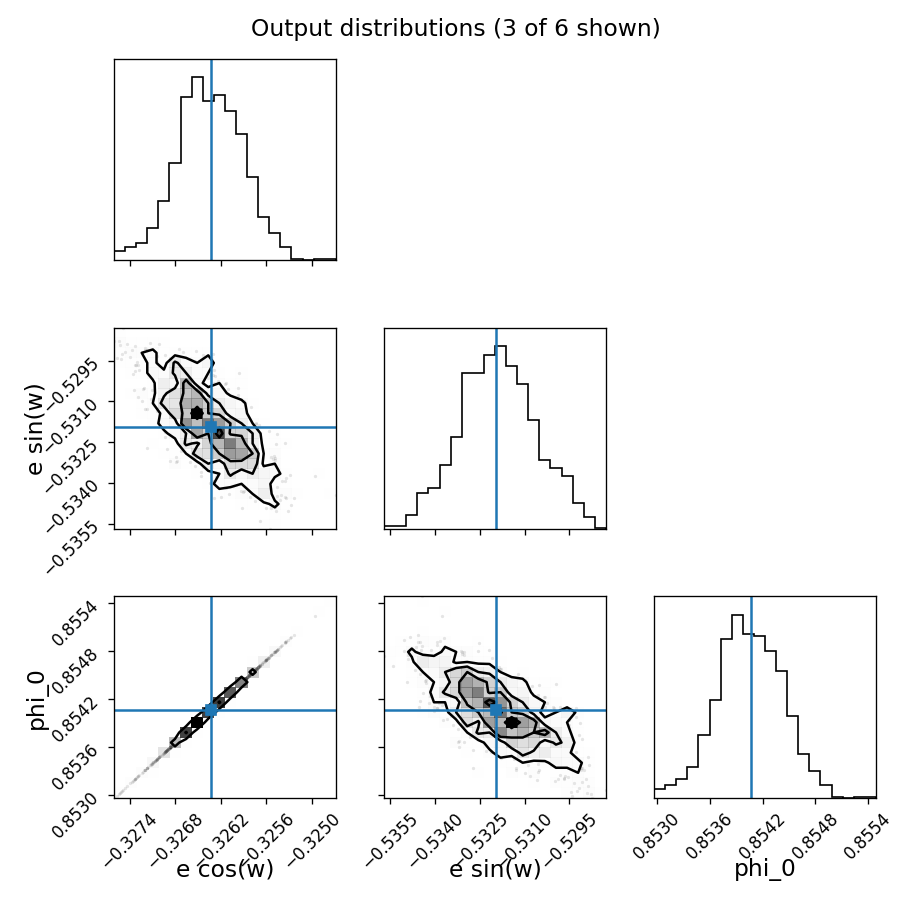 Output distributions (3 of 6 shown)
e sin(w)
−0.5295
−0.5310
−0.5325
−0.5340
−0.5355
phi_0
0.8554
0.8548
0.8542
0.8536
0.8530
−0.3274 −0.3268 −0.3262 −0.3256 −0.3250
−0.5355 −0.5340 −0.5325 −0.5310 −0.5295
0.8530 0.8536 0.8542 0.8548 0.8554
e cos(w) e sin(w) phi_0